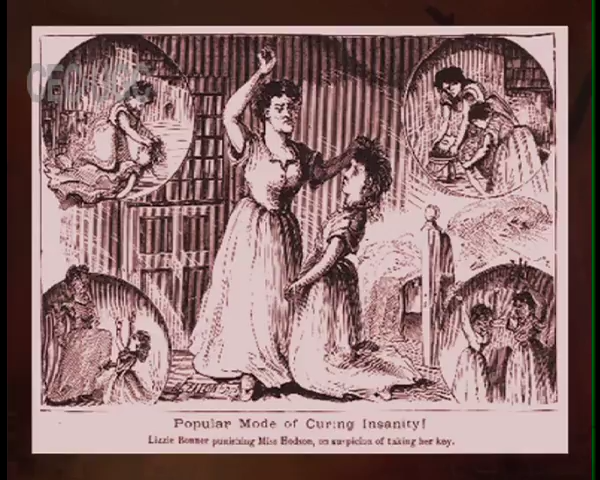 Popular Mode of Curing Insanity!
Lizzie Bonner punishing Miss Hodson, on suspicion of taking her key.